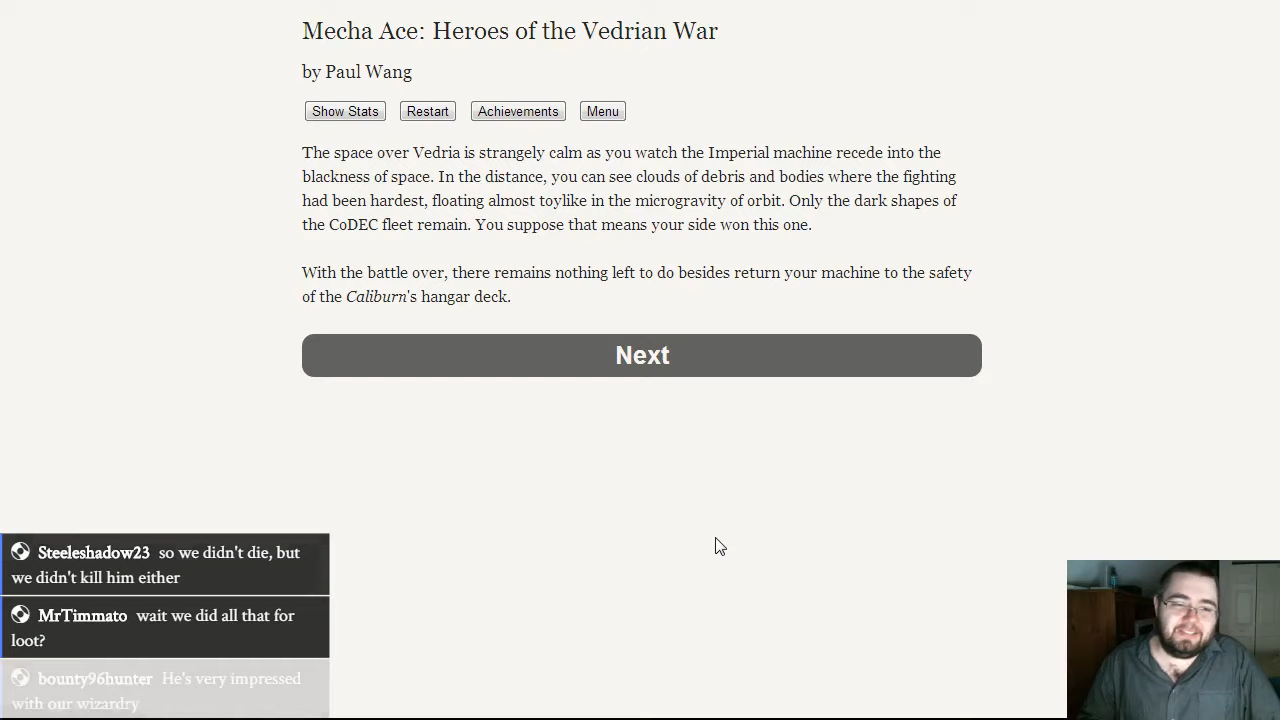 Mecha Ace: Heroes of the Vedrian War
by Paul Wang
Show Stats Restart Achievements Menu
The space over Vedria is strangely calm as you watch the Imperial machine recede into the
blackness of space. In the distance, you can see clouds of debris and bodies where the fighting
had been hardest, floating almost toylike in the microgravity of orbit. Only the dark shapes of
the CoDEC fleet remain. You suppose that means your side won this one.
With the battle over, there remains nothing left to do besides return your machine to the safety
of the Caliburn's hangar deck.
Next
Steeleshadow23 so we didn't die, but
we didn't kill him either
MrTimmato wait we did all that for
loot?
bounty96hunter He's very impressed
with our wizardry